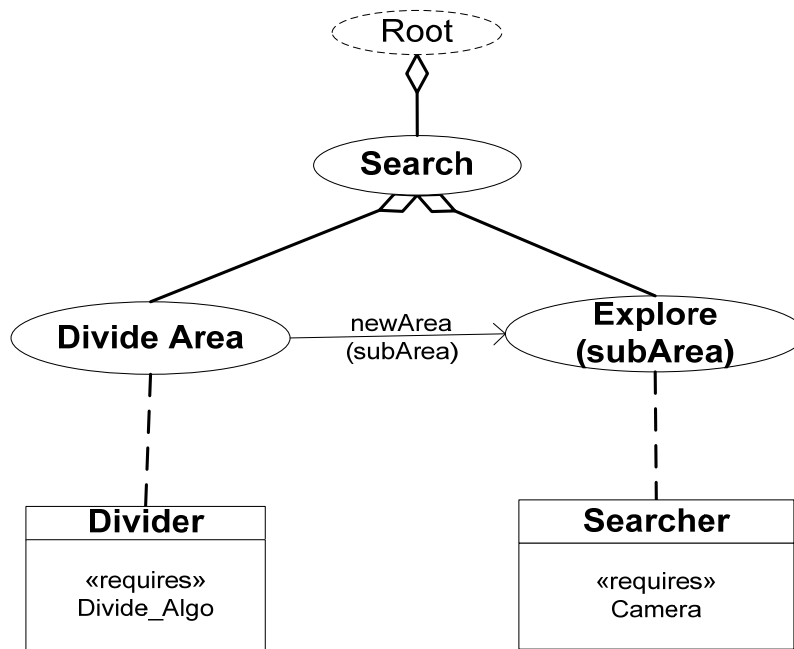 Root
Search
Divide Area
newArea
(subArea)
Explore
(subArea)
Divider
«requires»
Divide_Algo
Searcher
«requires»
Camera